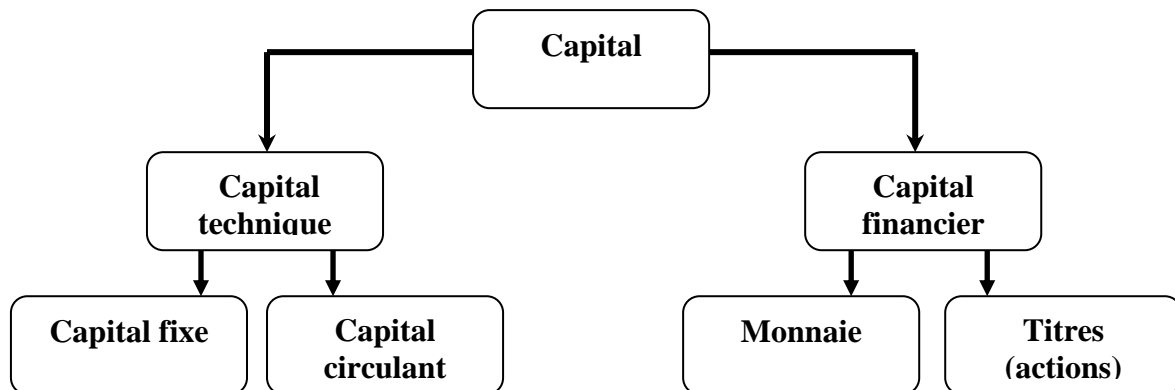 Capital
Capital
technique
Capital
financier
Capital fixe
Capital
circulant
Monnaie
Titres
(actions)